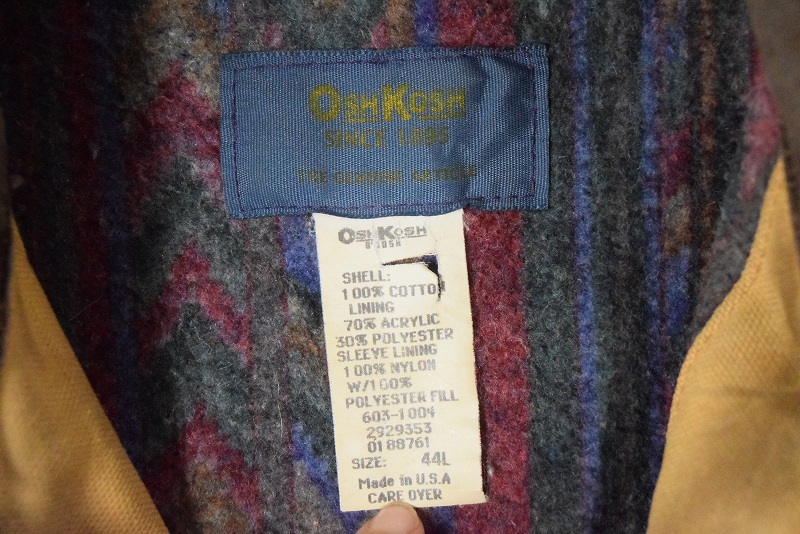 OSHKOSH
SINCE 1895
THE GENUINE ARTICLE
OSHKOSH
B'GOSH
SHELL:
100% COTTON
LINING
70% ACRYLIC
30% POLYESTER
SLEEVE LINING
100% NYLON
W/100%
POLYESTER FILL
603-1004
2929353
0188761
SIZE: 44L
Made in U.S.A
CARE OVER